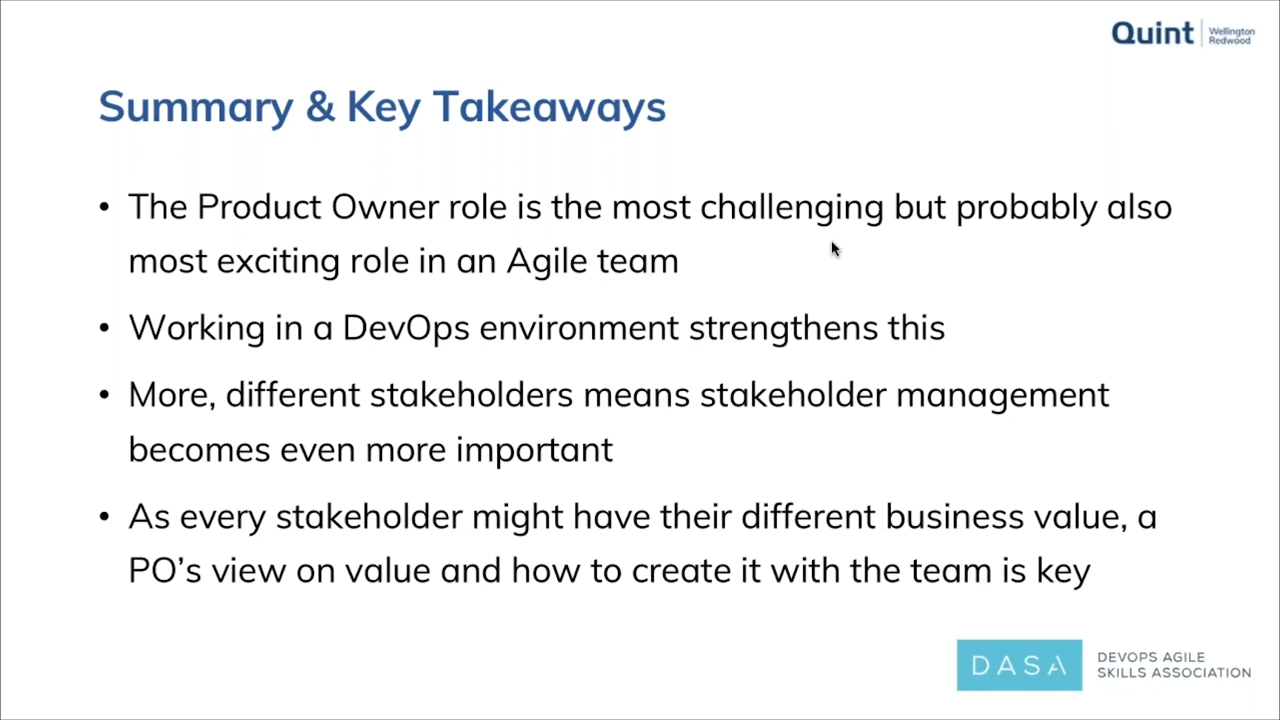 Quint Wellington
Redwood
Summary & Key Takeaways
• The Product Owner role is the most challenging but probably also
most exciting role in an Agile team
• Working in a DevOps environment strengthens this
• More, different stakeholders means stakeholder management
becomes even more important
• As every stakeholder might have their different business value, a
PO’s view on value and how to create it with the team is key
DASA
DEVOPS AGILE
SKILLS ASSOCIATION